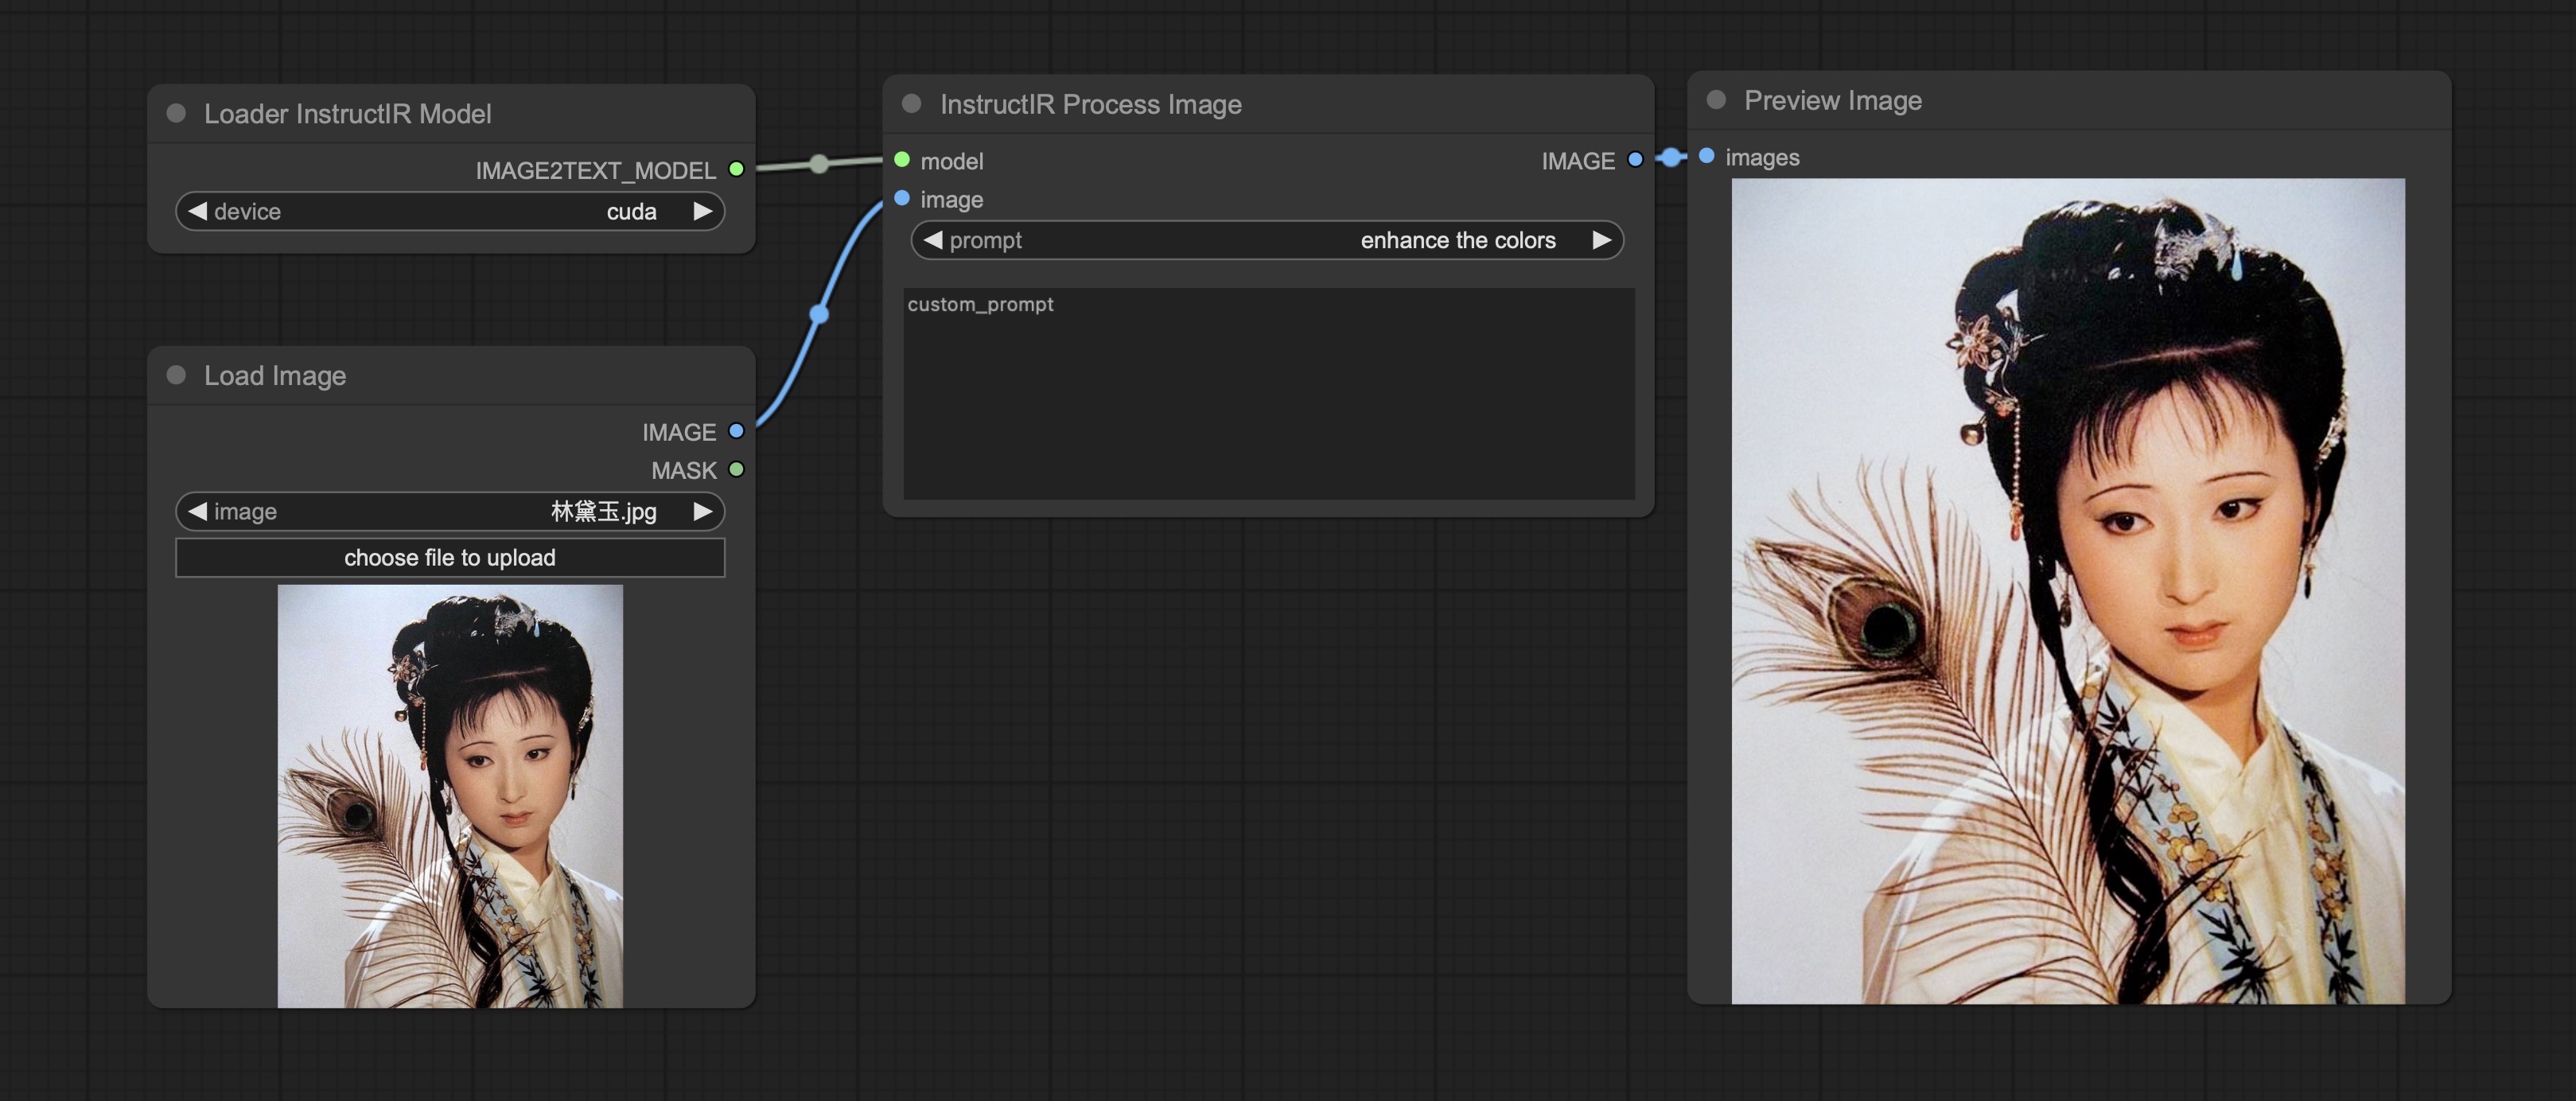 Loader InstructIR Model
IMAGE2TEXT_MODEL
device cuda
Load Image
IMAGE
MASK
image 林黛玉.jpg
choose file to upload
InstructIR Process Image
model IMAGE
image
prompt enhance the colors
custom_prompt
Preview Image
images